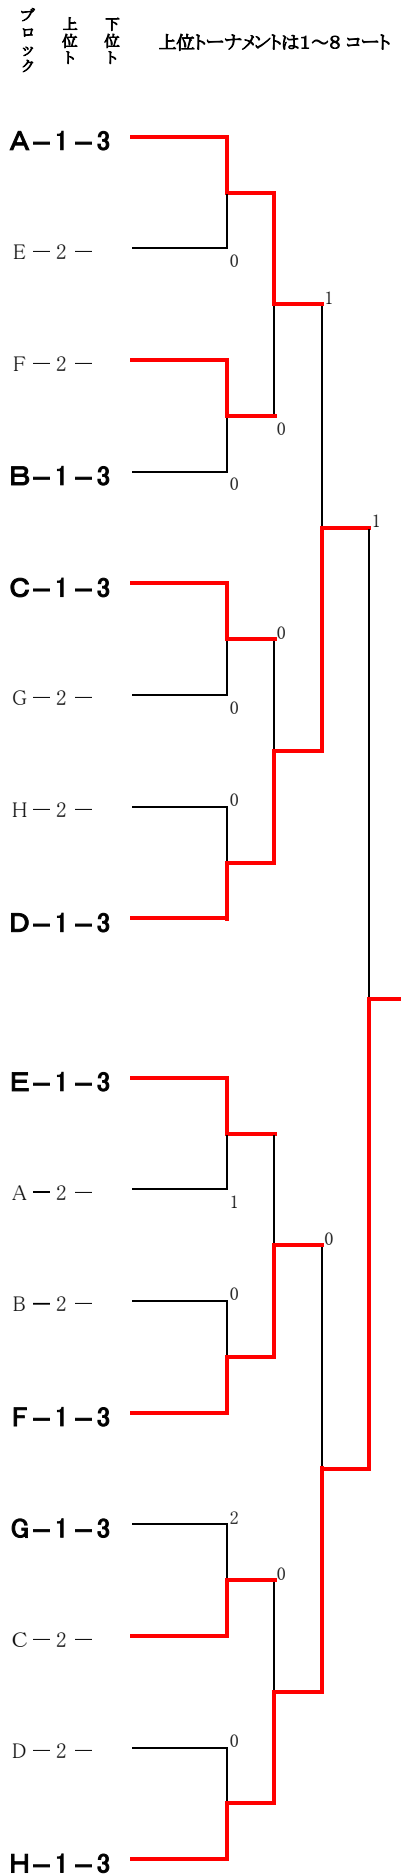 ブロック 上位ト 下位ト 上位トーナメントは1～8コート
A－1－3
E－2－
0
1
F－2－
0
B－1－3
0
1
C－1－3
0
G－2－
0
H－2－
0
D－1－3
E－1－3
A－2－
1
0
B－2－
0
F－1－3
G－1－3
2
0
C－2－
D－2－
0
H－1－3